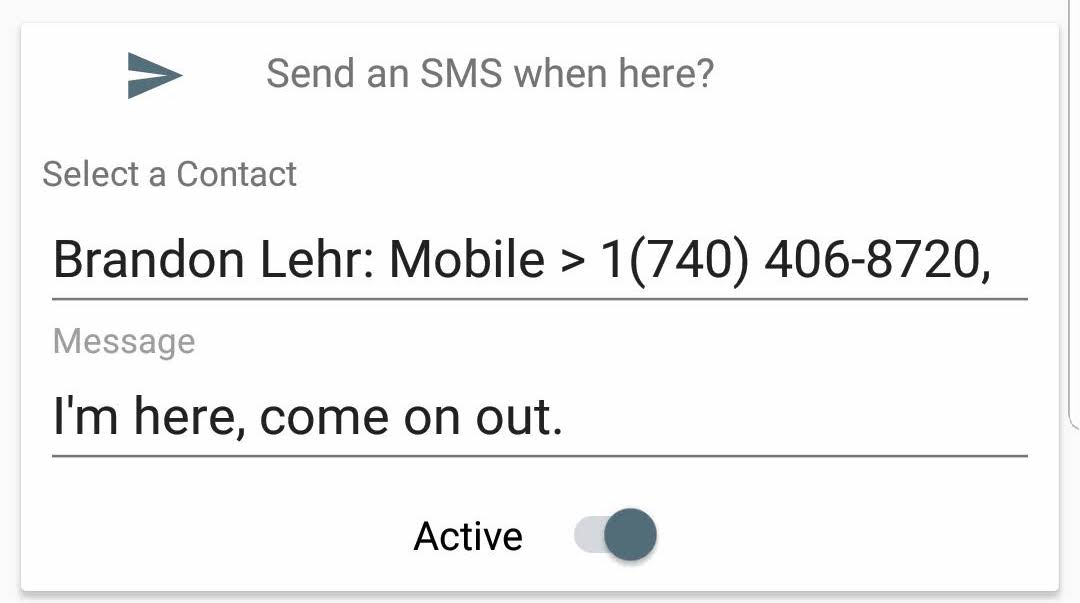 Send an SMS when here?
Select a Contact
Brandon Lehr: Mobile > 1(740) 406-8720,
Message
I'm here, come on out.
Active